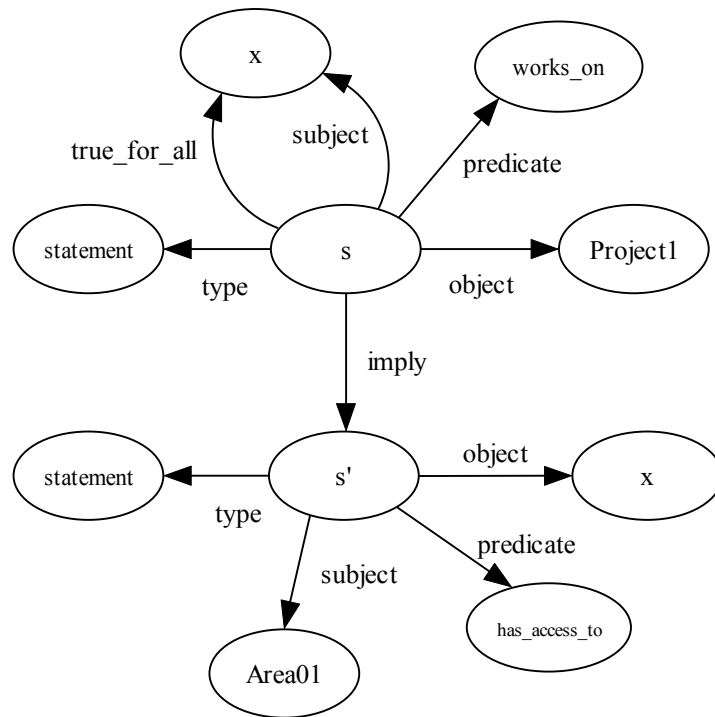 x
works_on
subject
true_for_all
predicate
statement
s
Project1
type
object
imply
statement
s'
object
x
type
predicate
subject
has_access_to
Area01